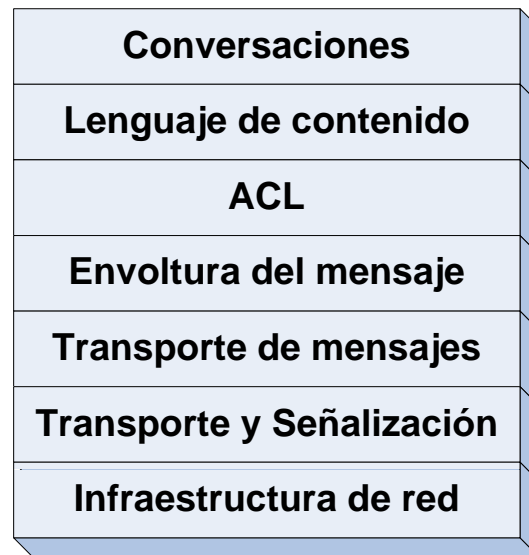 Conversaciones
Lenguaje de contenido
ACL
Envoltura del mensaje
Transporte de mensajes
Transporte y Señalización
Infraestructura de red